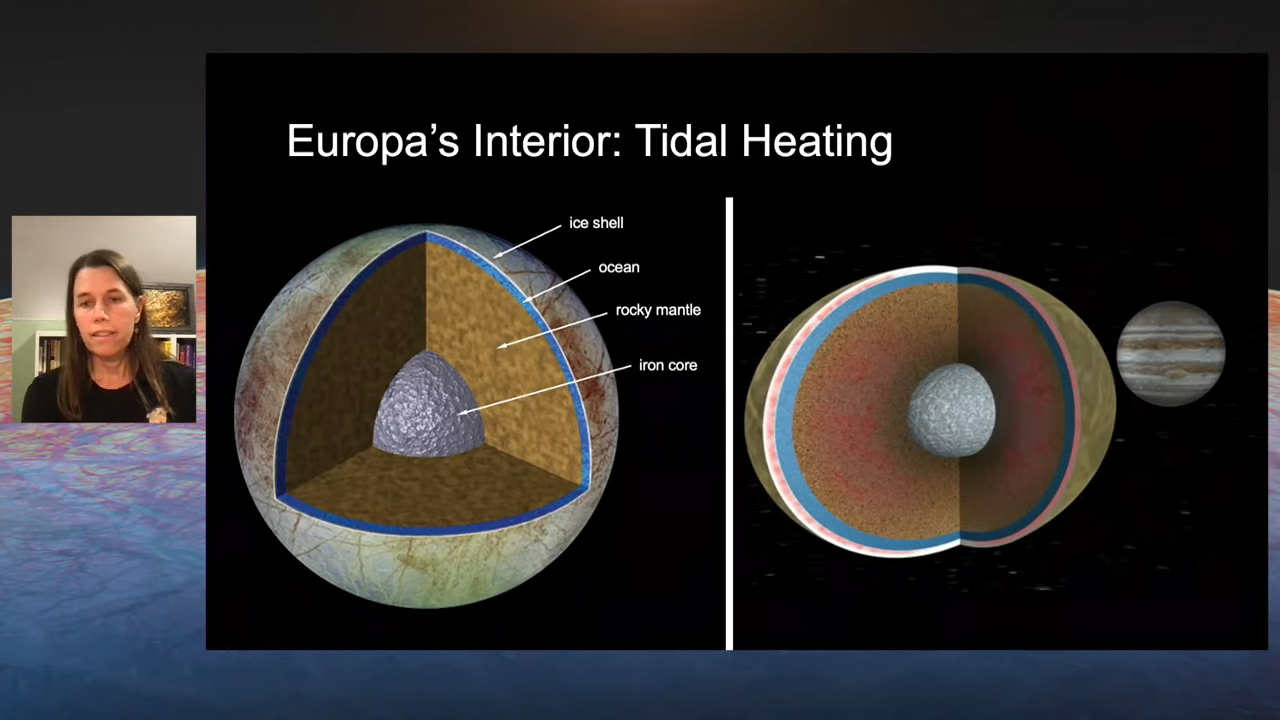 Europa’s Interior: Tidal Heating
ice shell
ocean
rocky mantle
iron core